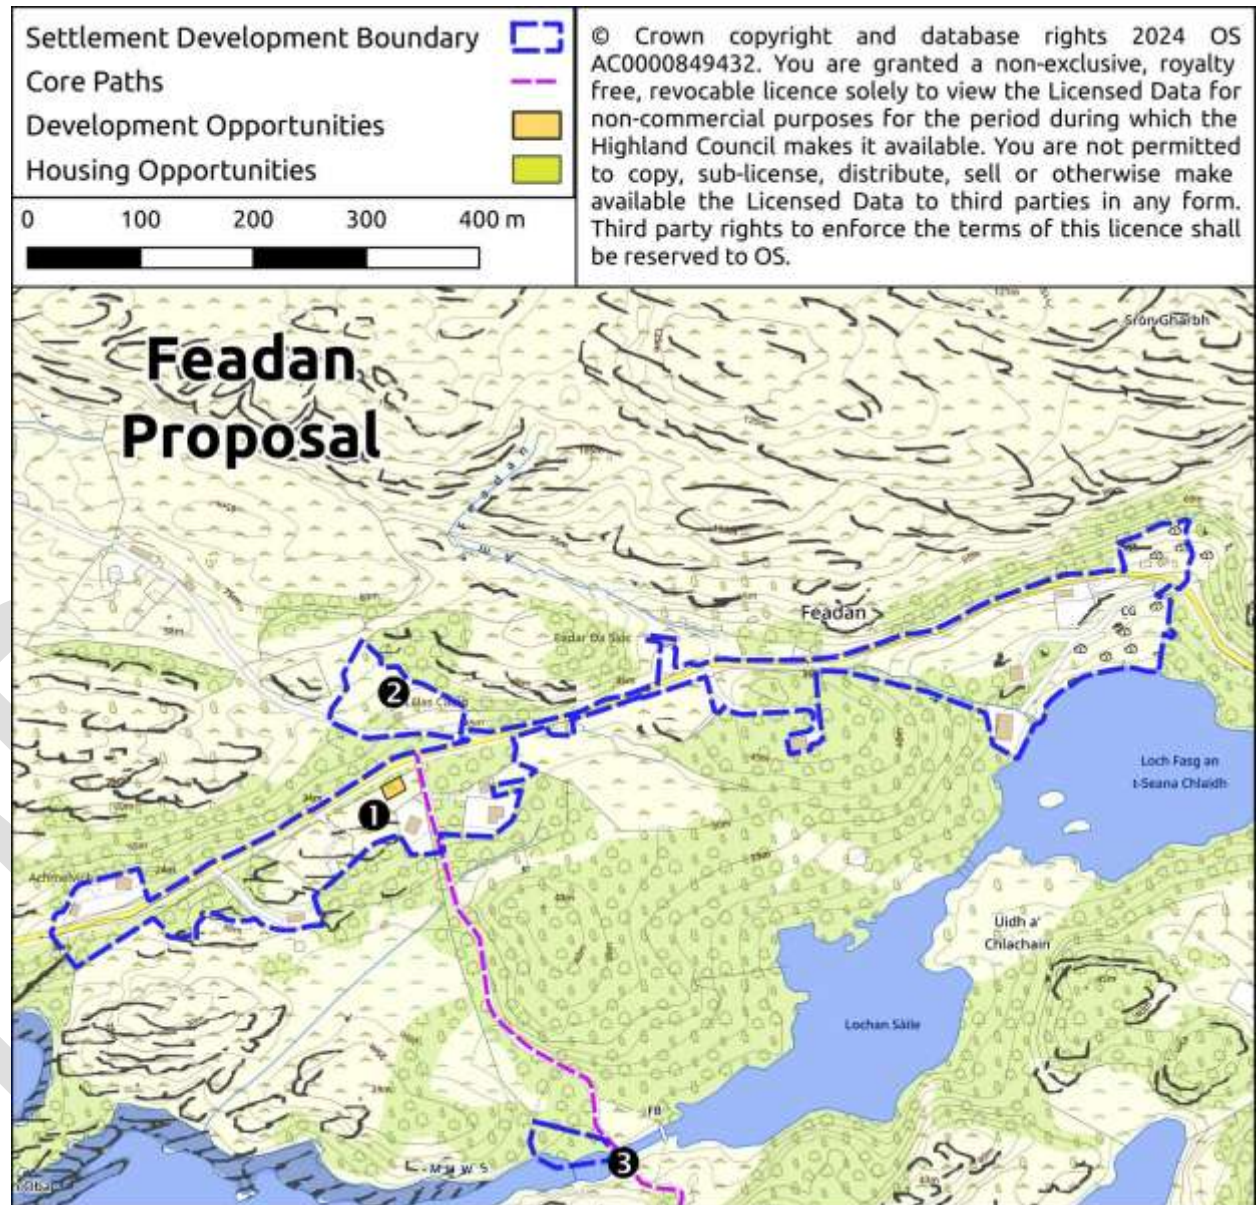 Settlement Development Boundary
Core Paths
Development Opportunities
Housing Opportunities
0 100 200 300 400 m
© Crown copyright and database rights 2024 OS
AC0000849432. You are granted a non-exclusive, royalty
free, revocable licence solely to view the Licensed Data for
non-commercial purposes for the period during which the
Highland Council makes it available. You are not permitted
to copy, sub-license, distribute, sell or otherwise make
available the Licensed Data to third parties in any form.
Third party rights to enforce the terms of this licence shall
be reserved to OS.
Feadan
Proposal
Feadan
CG
2
1
Loch Fasg an
t-Seana Chlaidh
Uidh a'
Chlachain
Lochan Sàile
FB
3
M H W S